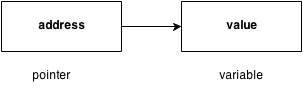 address value
pointer variable